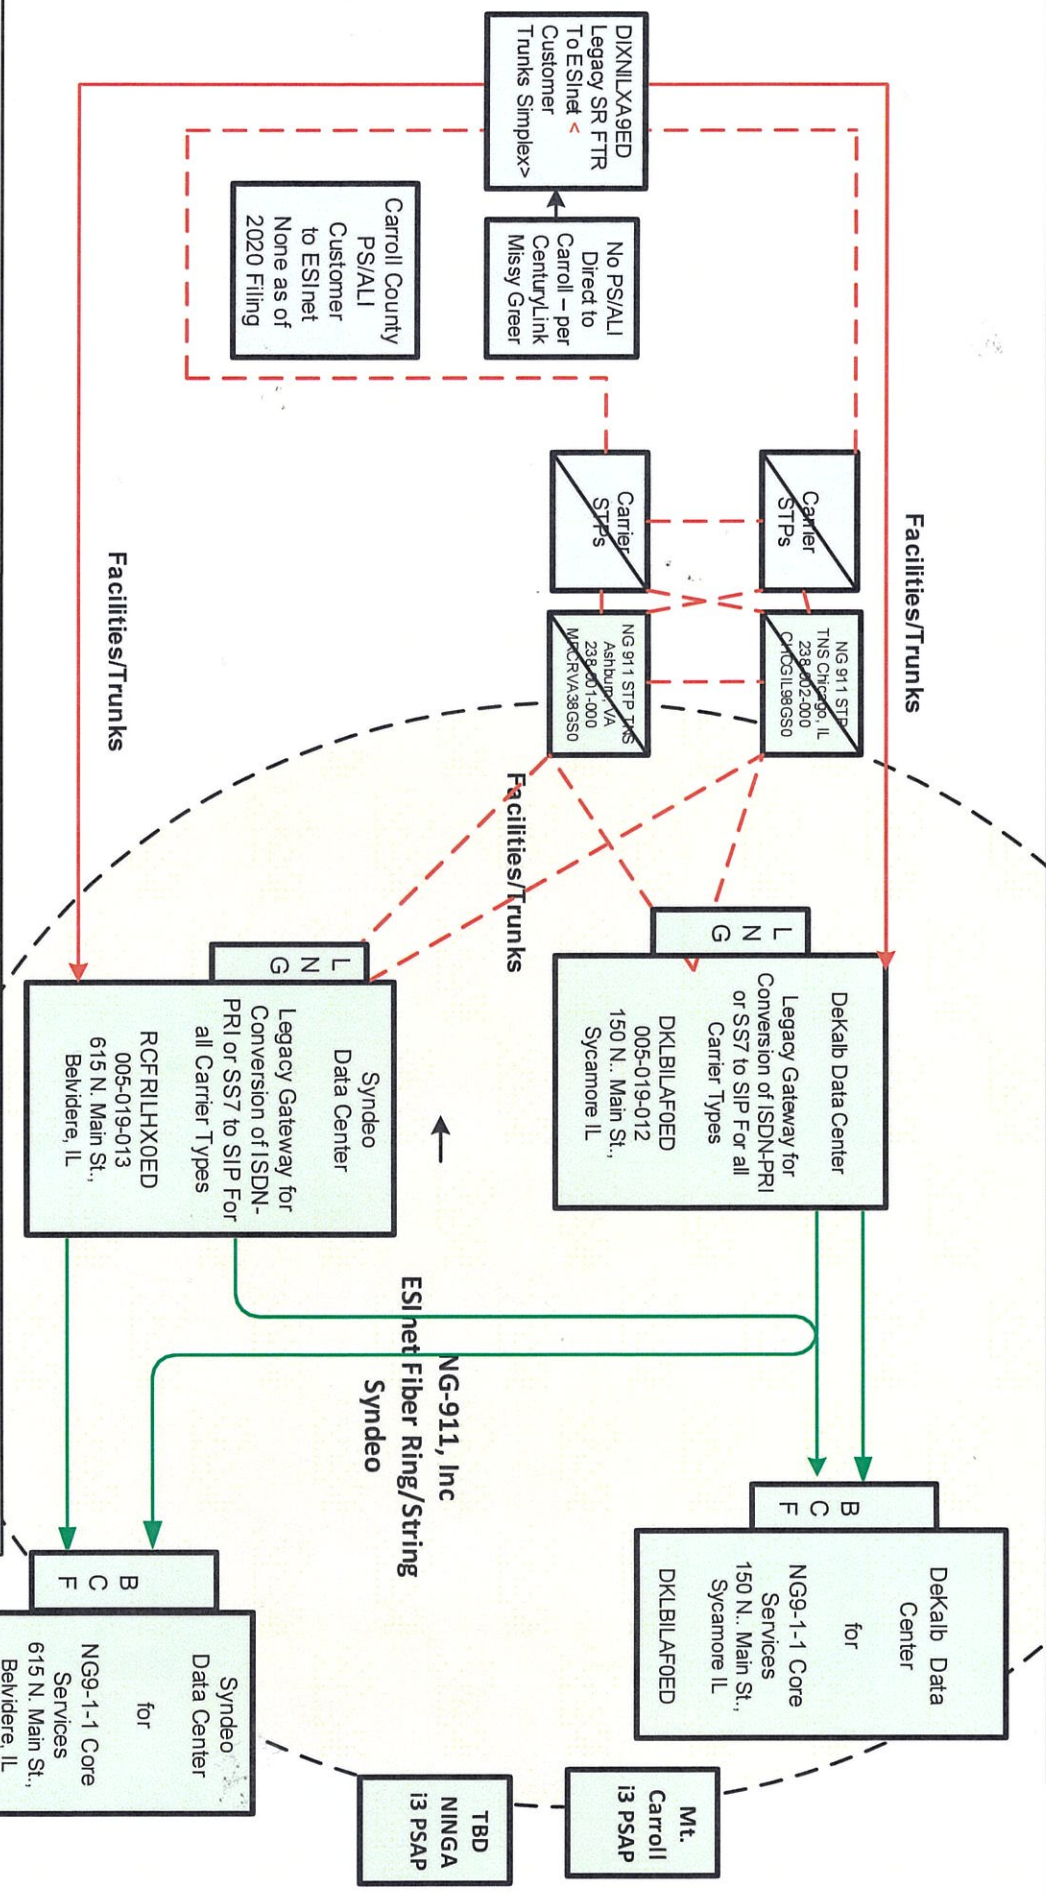 DIXNILXA9ED
Legacy SR FTR
To ESInet <
Customer
Trunks Simplex>
No PS/ALI
Direct to
Carroll – per
CenturyLink
Missy Greer
Carroll County
PS/ALI
Customer
to ESInet
None as of
2020 Filing
Facilities/Trunks
Carrier
STPs
Carrier
STPs
NG 911 STP
TNS Chicago, IL
238-002-000
CHCGIL98GS0
NG 911 STP TNS
Ashburn, VA
238-001-000
MRCRVA38GS0
Facilities/Trunks
Facilities/Trunks
L
N
G
DeKalb Data Center
Legacy Gateway for
Conversion of ISDN-PRI
or SS7 to SIP For all
Carrier Types
DKLBILAF0ED
005-019-012
150 N.. Main St.,
Sycamore IL
L
N
G
Syndeo
Data Center
Legacy Gateway for
Conversion of ISDN-
PRI or SS7 to SIP For
all Carrier Types
RCFRILHX0ED
005-019-013
615 N. Main St.,
Belvidere, IL
NG-911, Inc
ESInet Fiber Ring/String
Syndeo
B
C
F
DeKalb Data
Center
for
NG9-1-1 Core
Services
150 N.. Main St.,
Sycamore IL
DKLBILAF0ED
B
C
F
Syndeo
Data Center
for
NG9-1-1 Core
Services
615 N. Main St.,
Belvidere, IL
Mt.
Carroll
i3 PSAP
TBD
NINGA
i3 PSAP